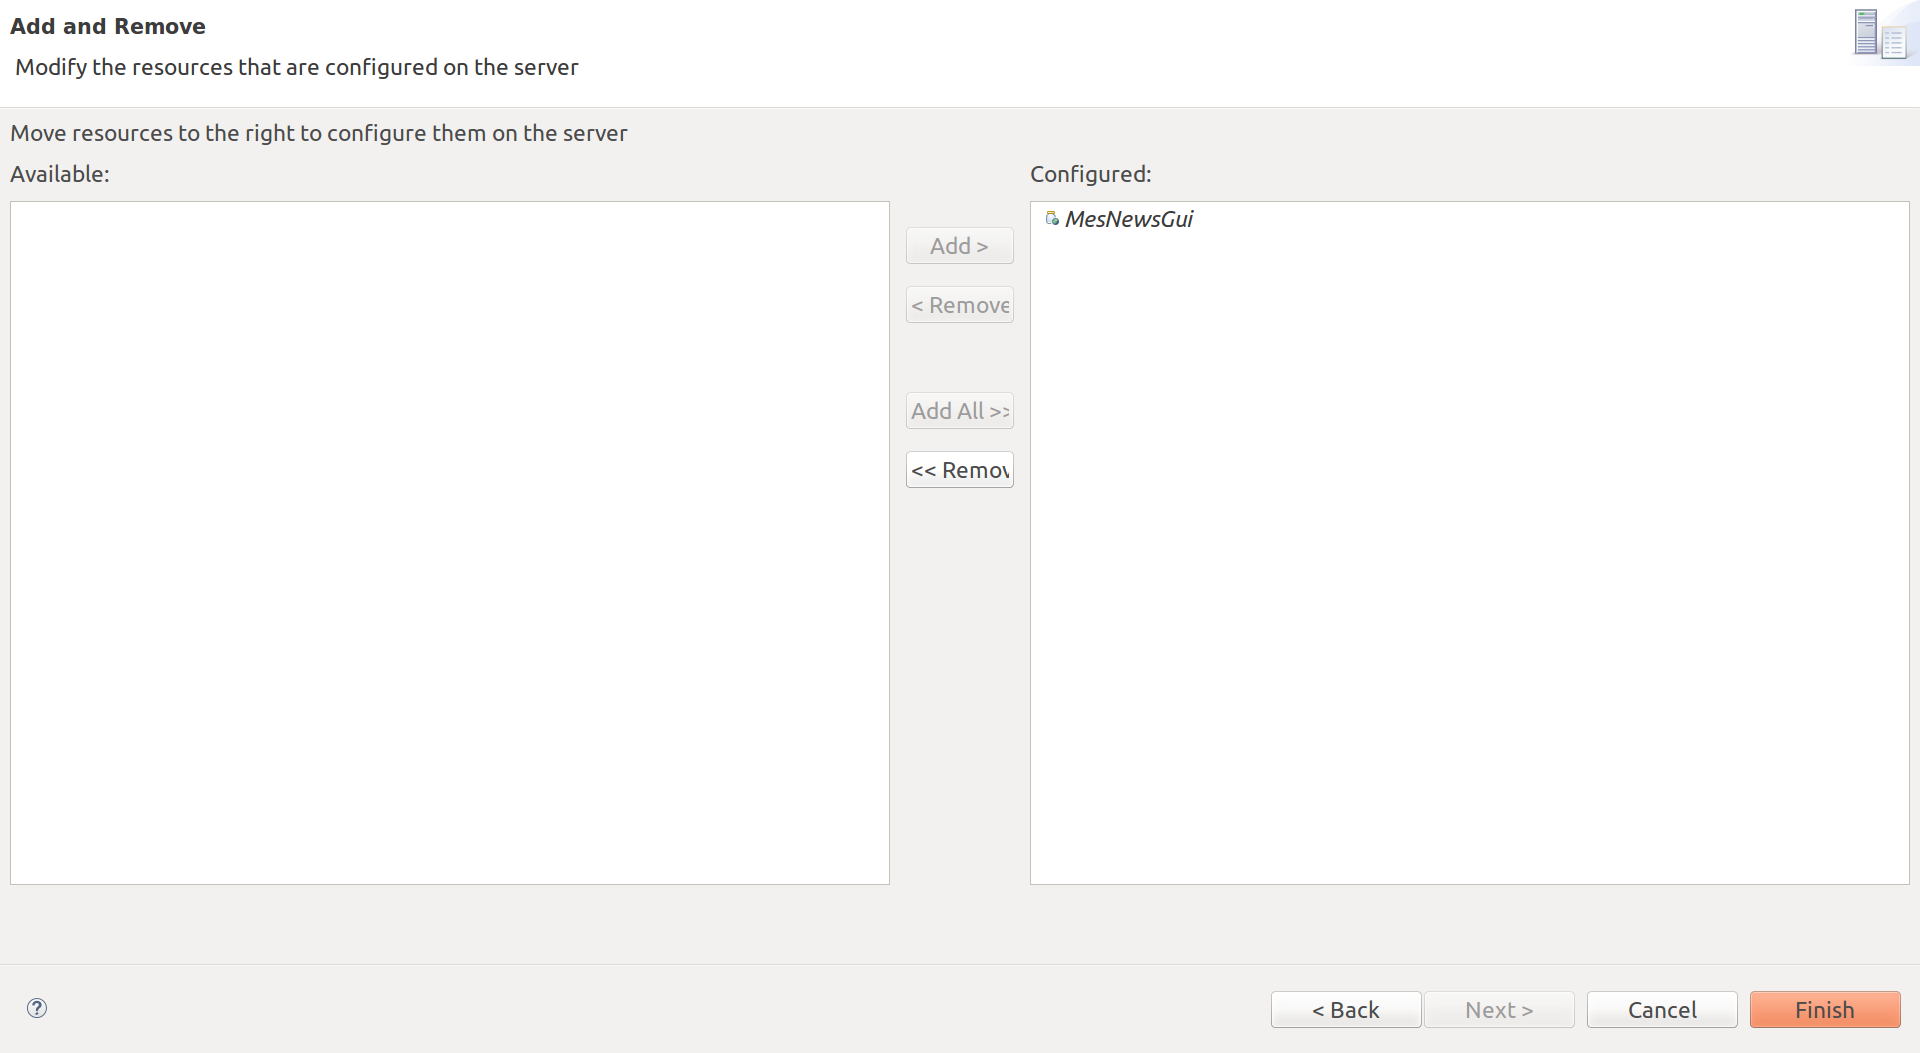 Add and Remove
Modify the resources that are configured on the server
Move resources to the right to configure them on the server
Available:
Configured:
MesNewsGui
Add >
< Remove
Add All >>
<< Remov
?
< Back
Next >
Cancel
Finish